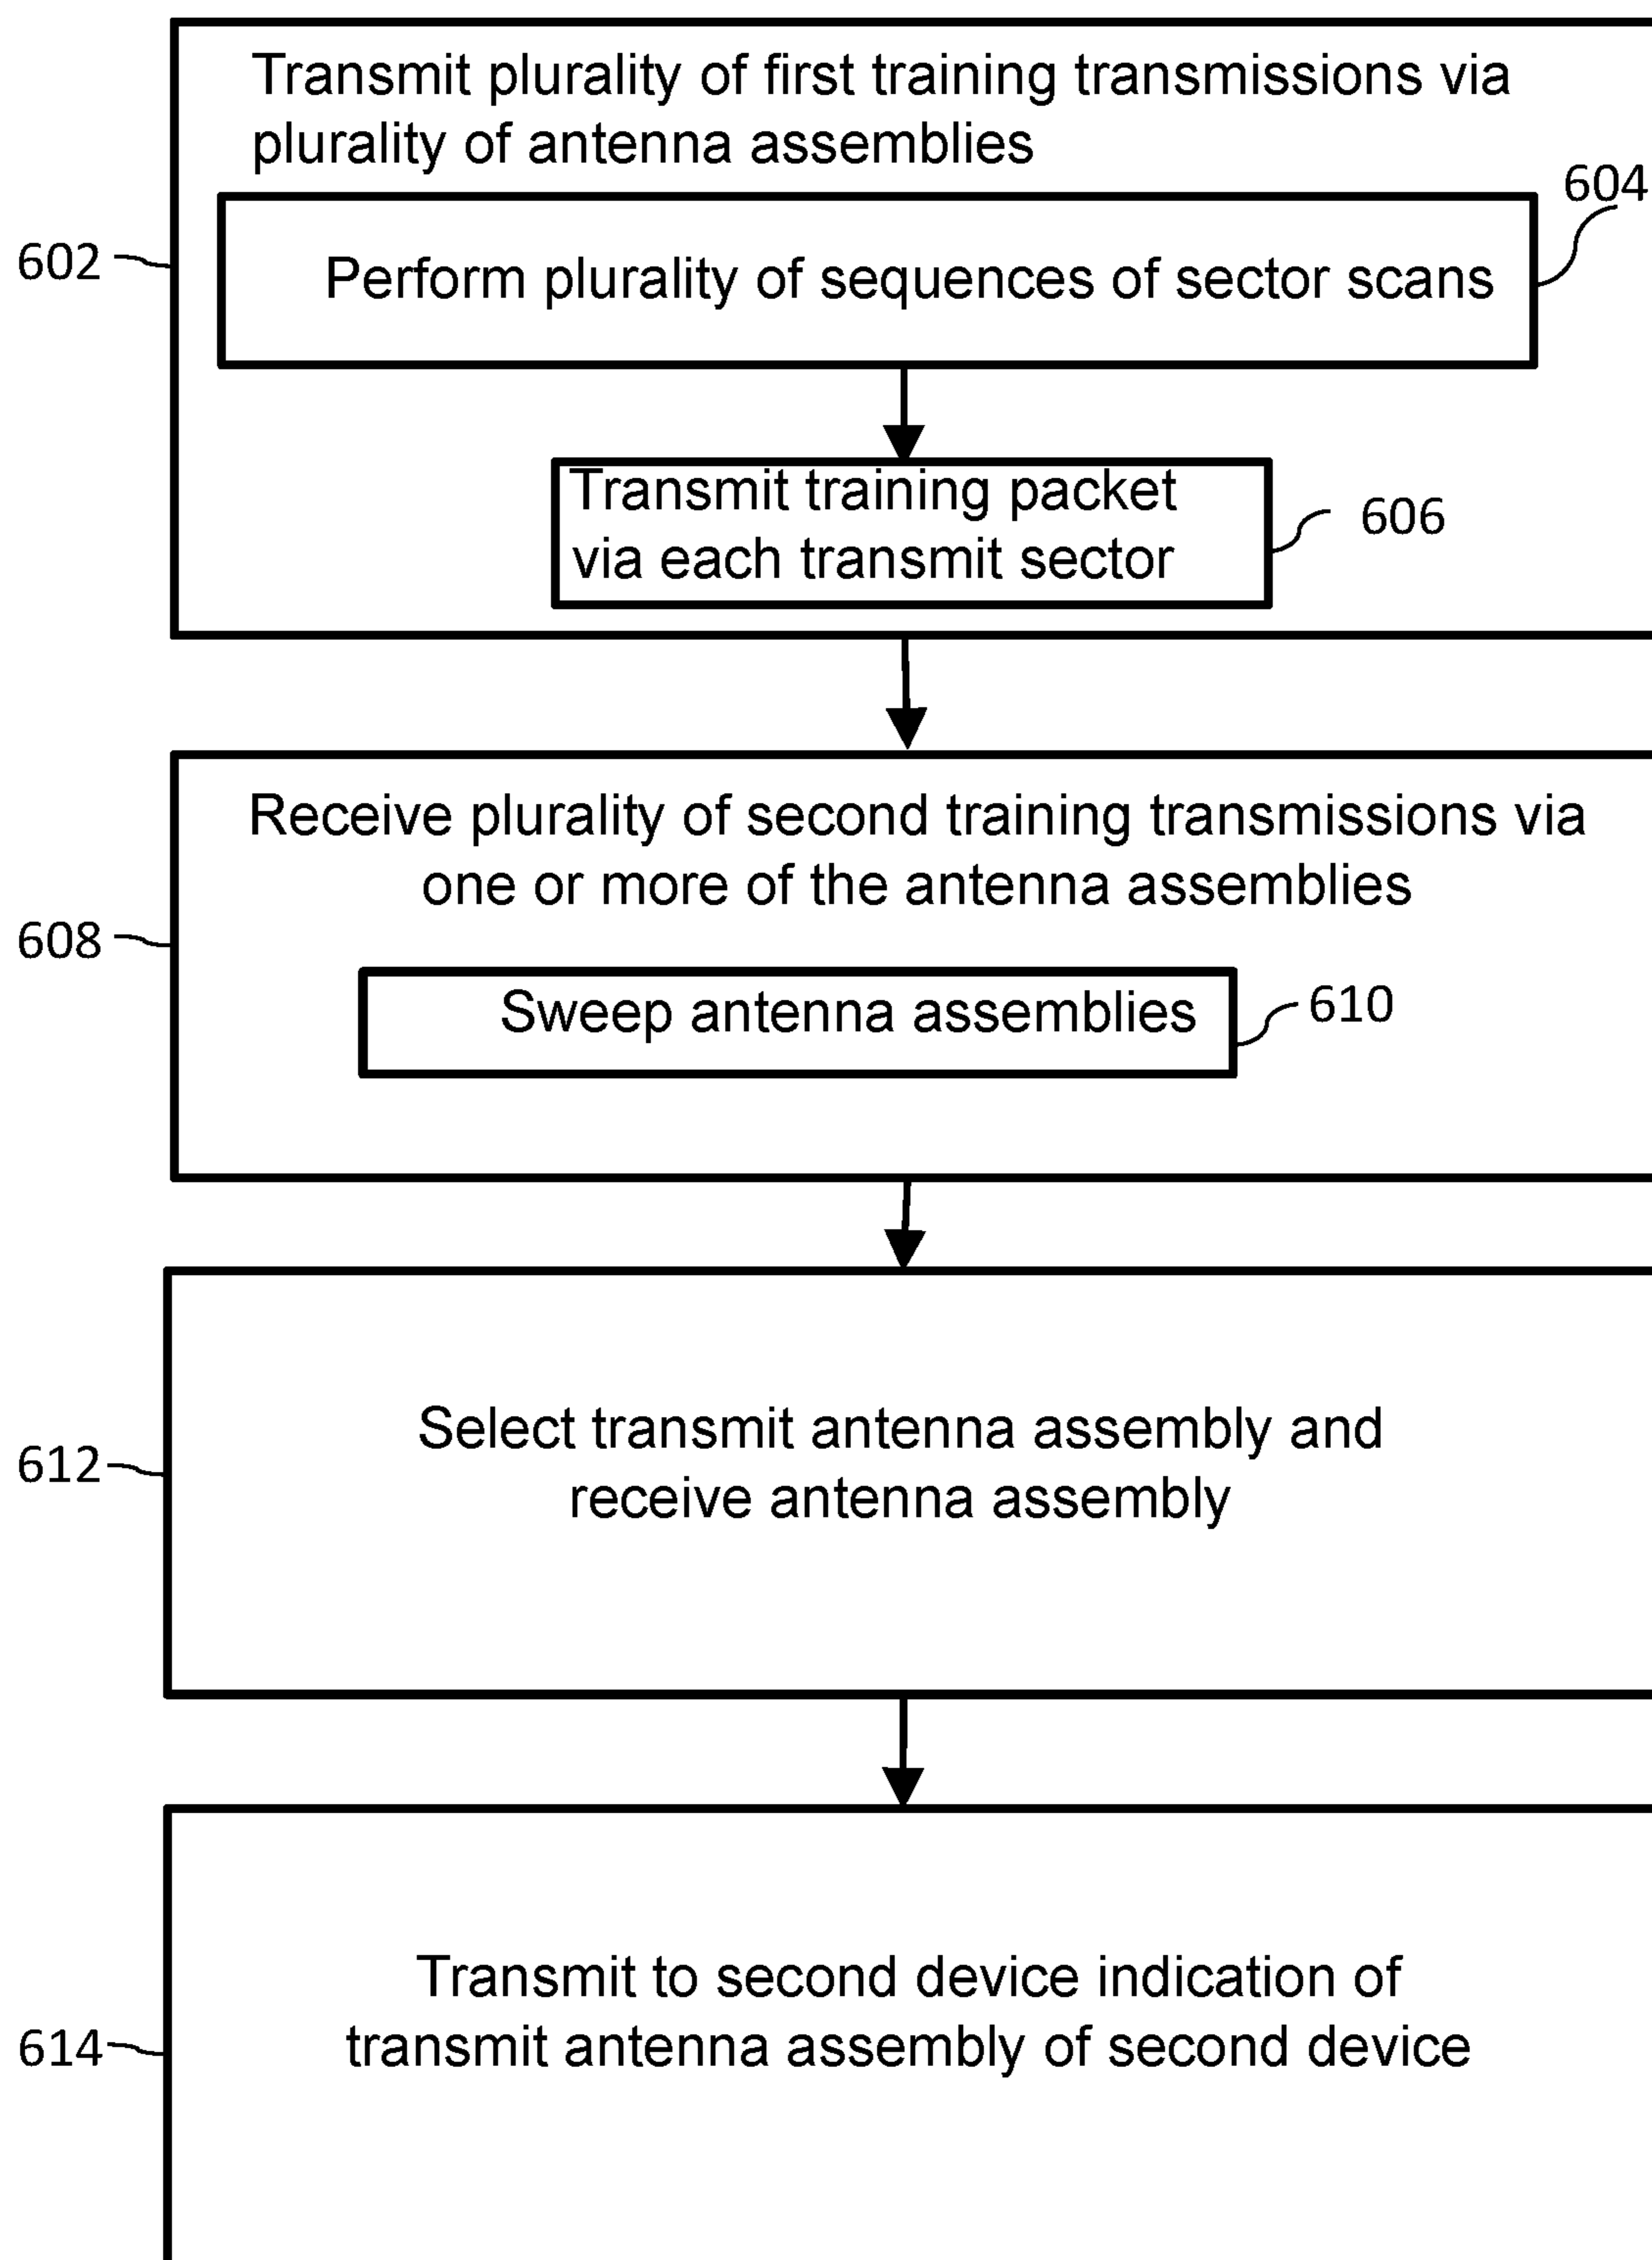 Transmit plurality of first training transmissions via
plurality of antenna assemblies
604
602
Perform plurality of sequences of sector scans
Transmit training packet
via each transmit sector
606
Receive plurality of second training transmissions via
one or more of the antenna assemblies
608
Sweep antenna assemblies
610
Select transmit antenna assembly and
receive antenna assembly
612
Transmit to second device indication of
transmit antenna assembly of second device
614